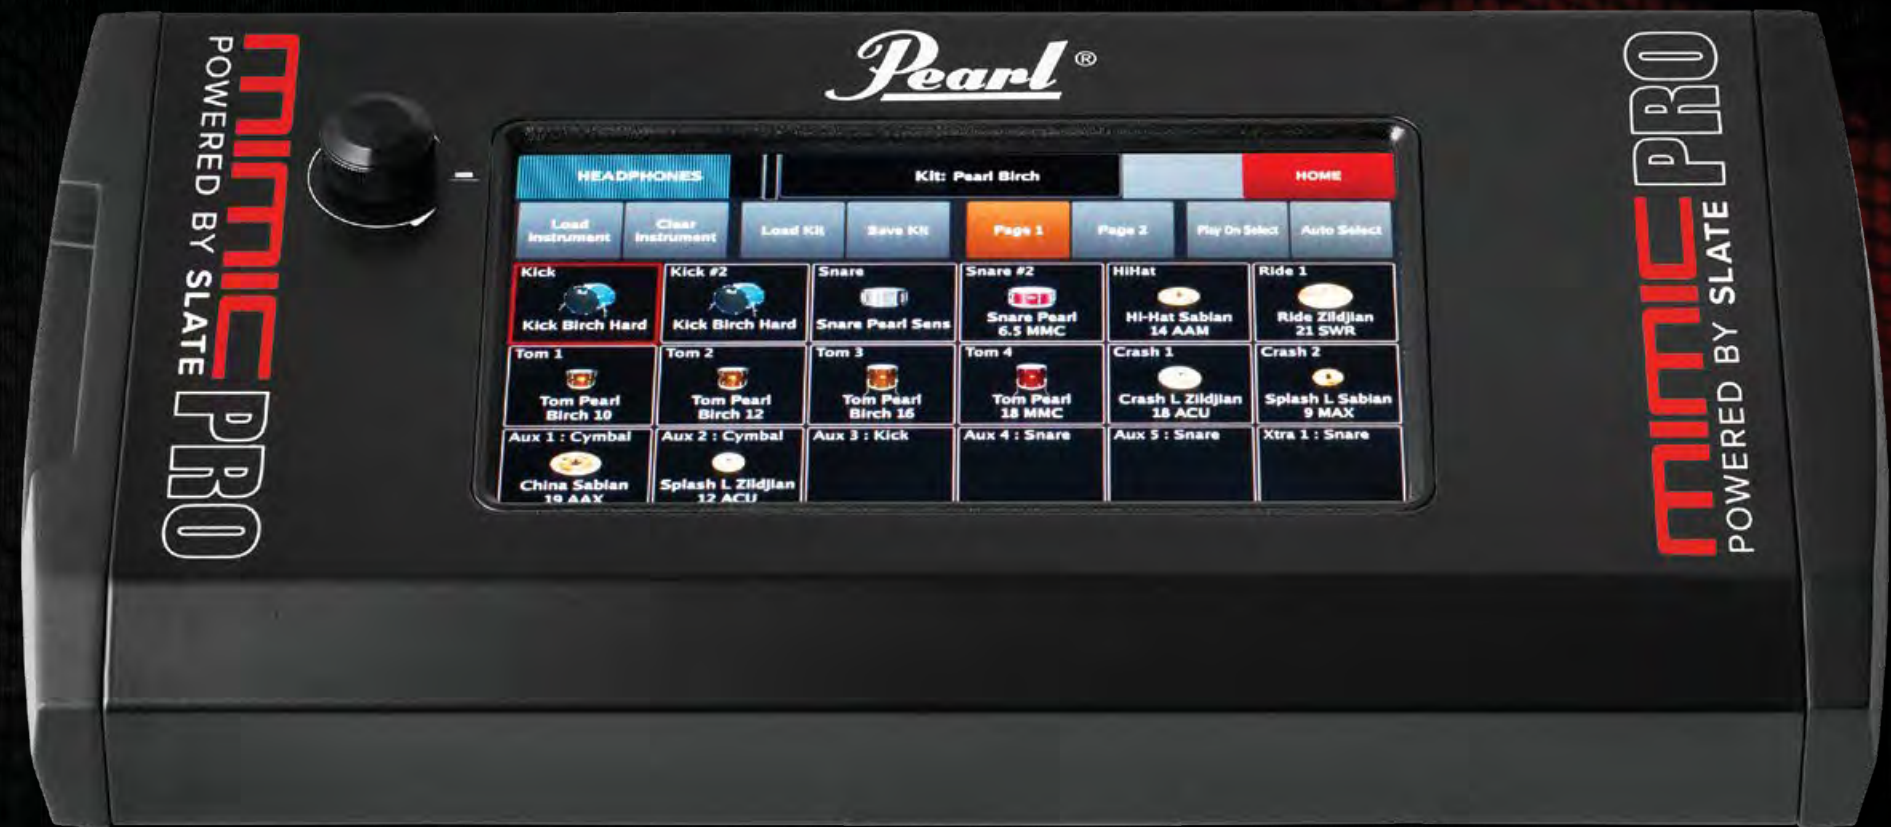 Pearl®
MIMIC PRO
POWERED BY SLATE
HEADPHONES
Kit: Pearl Birch
HOME
Load Instrument
Clear Instrument
Load Kit
Save Kit
Page 1
Page 2
Play On Select
Auto Select
Kick
Kick Birch Hard
Kick #2
Kick Birch Hard
Snare
Snare Pearl Sens
Snare #2
Snare Pearl
6.5 MMC
HiHat
Hi-Hat Sabian
14 AAM
Ride 1
Ride Zildjian
21 SWR
Tom 1
Tom Pearl
Birch 10
Tom 2
Tom Pearl
Birch 12
Tom 3
Tom Pearl
Birch 16
Tom 4
Tom Pearl
18 MMC
Crash 1
Crash L Zildjian
18 ACU
Crash 2
Splash L Sabian
9 MAX
Aux 1 : Cymbal
China Sabian
19 AAX
Aux 2 : Cymbal
Splash L Zildjian
12 ACU
Aux 3 : Kick
Aux 4 : Snare
Aux 5 : Snare
Xtra 1 : Snare
MIMIC PRO
POWERED BY SLATE